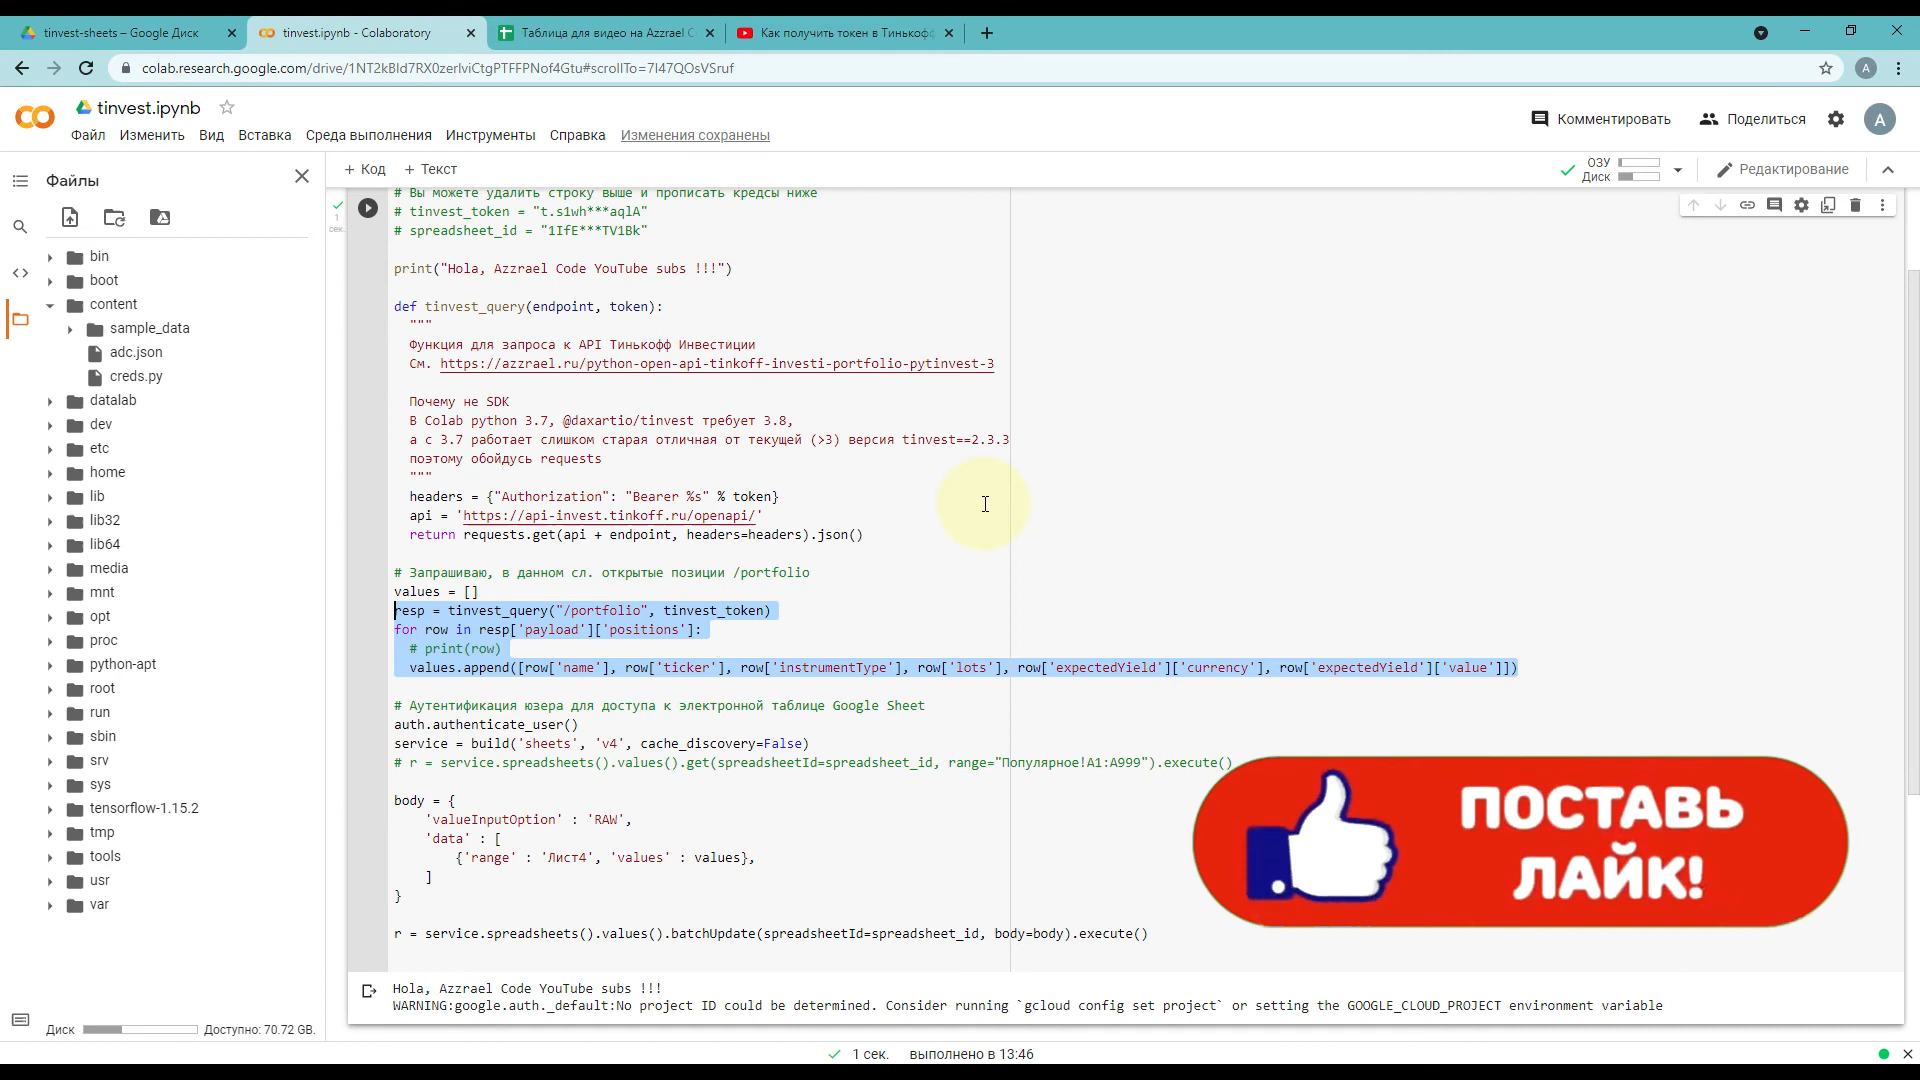 tinvest-sheets – Google Диск
tinvest.ipynb - Colaboratory
Таблица для видео на Azzrael C
Как получить токен в Тинькофф
colab.research.google.com/drive/1NT2kBId7RX0zerIviCtgPTFFPNof4Gtu#scrollTo=7I47QOsVSruf
A
CO
tinvest.ipynb
Файл Изменить Вид Вставка Среда выполнения Инструменты Справка Изменения сохранены
Комментировать
Поделиться
A
Файлы
+ Код + Текст
ОЗУ
Диск
Редактирование
bin
boot
content
sample_data
adc.json
creds.py
datalab
dev
etc
home
lib
lib32
lib64
media
mnt
opt
proc
python-apt
root
run
sbin
srv
sys
tensorflow-1.15.2
tmp
tools
usr
var
Диск
Доступно: 70.72 GB.
1
сек.
# Вы можете удалить строку выше и прописать кредсы ниже
# tinvest_token = "t.s1wh***aqlA"
# spreadsheet_id = "1IfE***TV1Bk"
print("Hola, Azzrael Code YouTube subs !!!")
def tinvest_query(endpoint, token):
"""
Функция для запроса к API Тинькофф Инвестиции
См. https://azzrael.ru/python-open-api-tinkoff-investi-portfolio-pytinvest-3
Почему не SDK
В Colab python 3.7, @daxartio/tinvest требует 3.8,
а с 3.7 работает слишком старая отличная от текущей (>3) версия tinvest==2.3.3
поэтому обойдусь requests
"""
headers = {"Authorization": "Bearer %s" % token}
api = 'https://api-invest.tinkoff.ru/openapi/'
return requests.get(api + endpoint, headers=headers).json()
# Запрашиваю, в данном сл. открытые позиции /portfolio
values = []
resp = tinvest_query("/portfolio", tinvest_token)
for row in resp['payload']['positions']:
# print(row)
values.append([row['name'], row['ticker'], row['instrumentType'], row['lots'], row['expectedYield']['currency'], row['expectedYield']['value']])
# Аутентификация юзера для доступа к электронной таблице Google Sheet
auth.authenticate_user()
service = build('sheets', 'v4', cache_discovery=False)
# r = service.spreadsheets().values().get(spreadsheetId=spreadsheet_id, range="Популярное!A1:A999").execute()
body = {
'valueInputOption' : 'RAW',
'data' : [
{'range' : 'Лист4', 'values' : values},
]
}
r = service.spreadsheets().values().batchUpdate(spreadsheetId=spreadsheet_id, body=body).execute()
ПОСТАВЬ
ЛАЙК!
Hola, Azzrael Code YouTube subs !!!
WARNING:google.auth._default:No project ID could be determined. Consider running `gcloud config set project` or setting the GOOGLE_CLOUD_PROJECT environment variable
1 сек. выполнено в 13:46